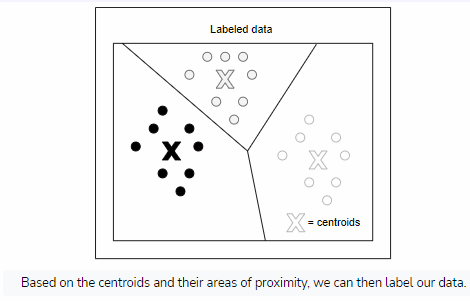 Labeled data
X
X
X
X = centroids
Based on the centroids and their areas of proximity, we can then label our data.